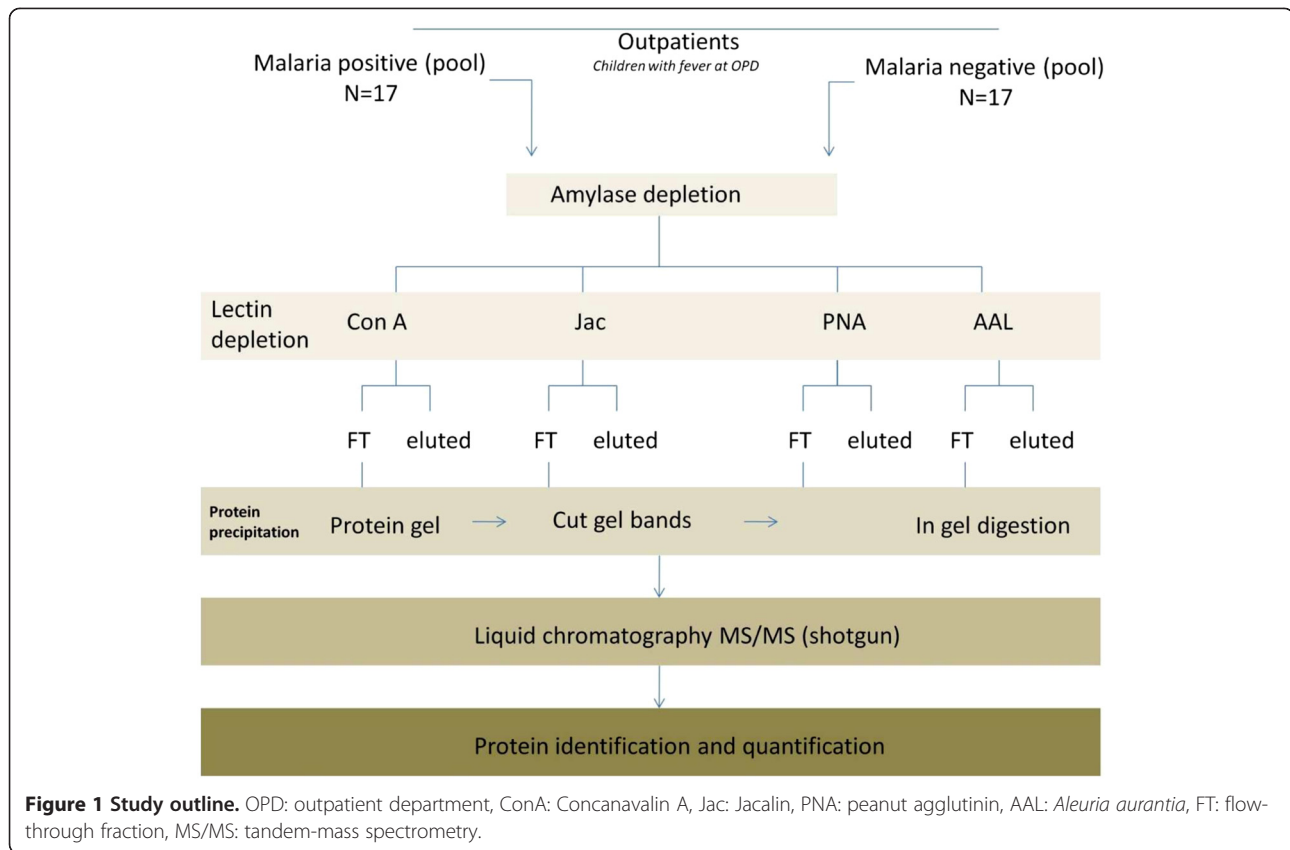 Outpatients
Children with fever at OPD
Malaria positive (pool)
N=17
Malaria negative (pool)
N=17
Amylase depletion
Lectin
depletion
Con A
Jac
PNA
AAL
FT eluted
FT eluted
FT eluted
FT eluted
Protein
precipitation
Protein gel
Cut gel bands
In gel digestion
Liquid chromatography MS/MS (shotgun)
Protein identification and quantification
Figure 1 Study outline. OPD: outpatient department, ConA: Concanavalin A, Jac: Jacalin, PNA: peanut agglutinin, AAL: Aleuria aurantia, FT: flow-
through fraction, MS/MS: tandem-mass spectrometry.